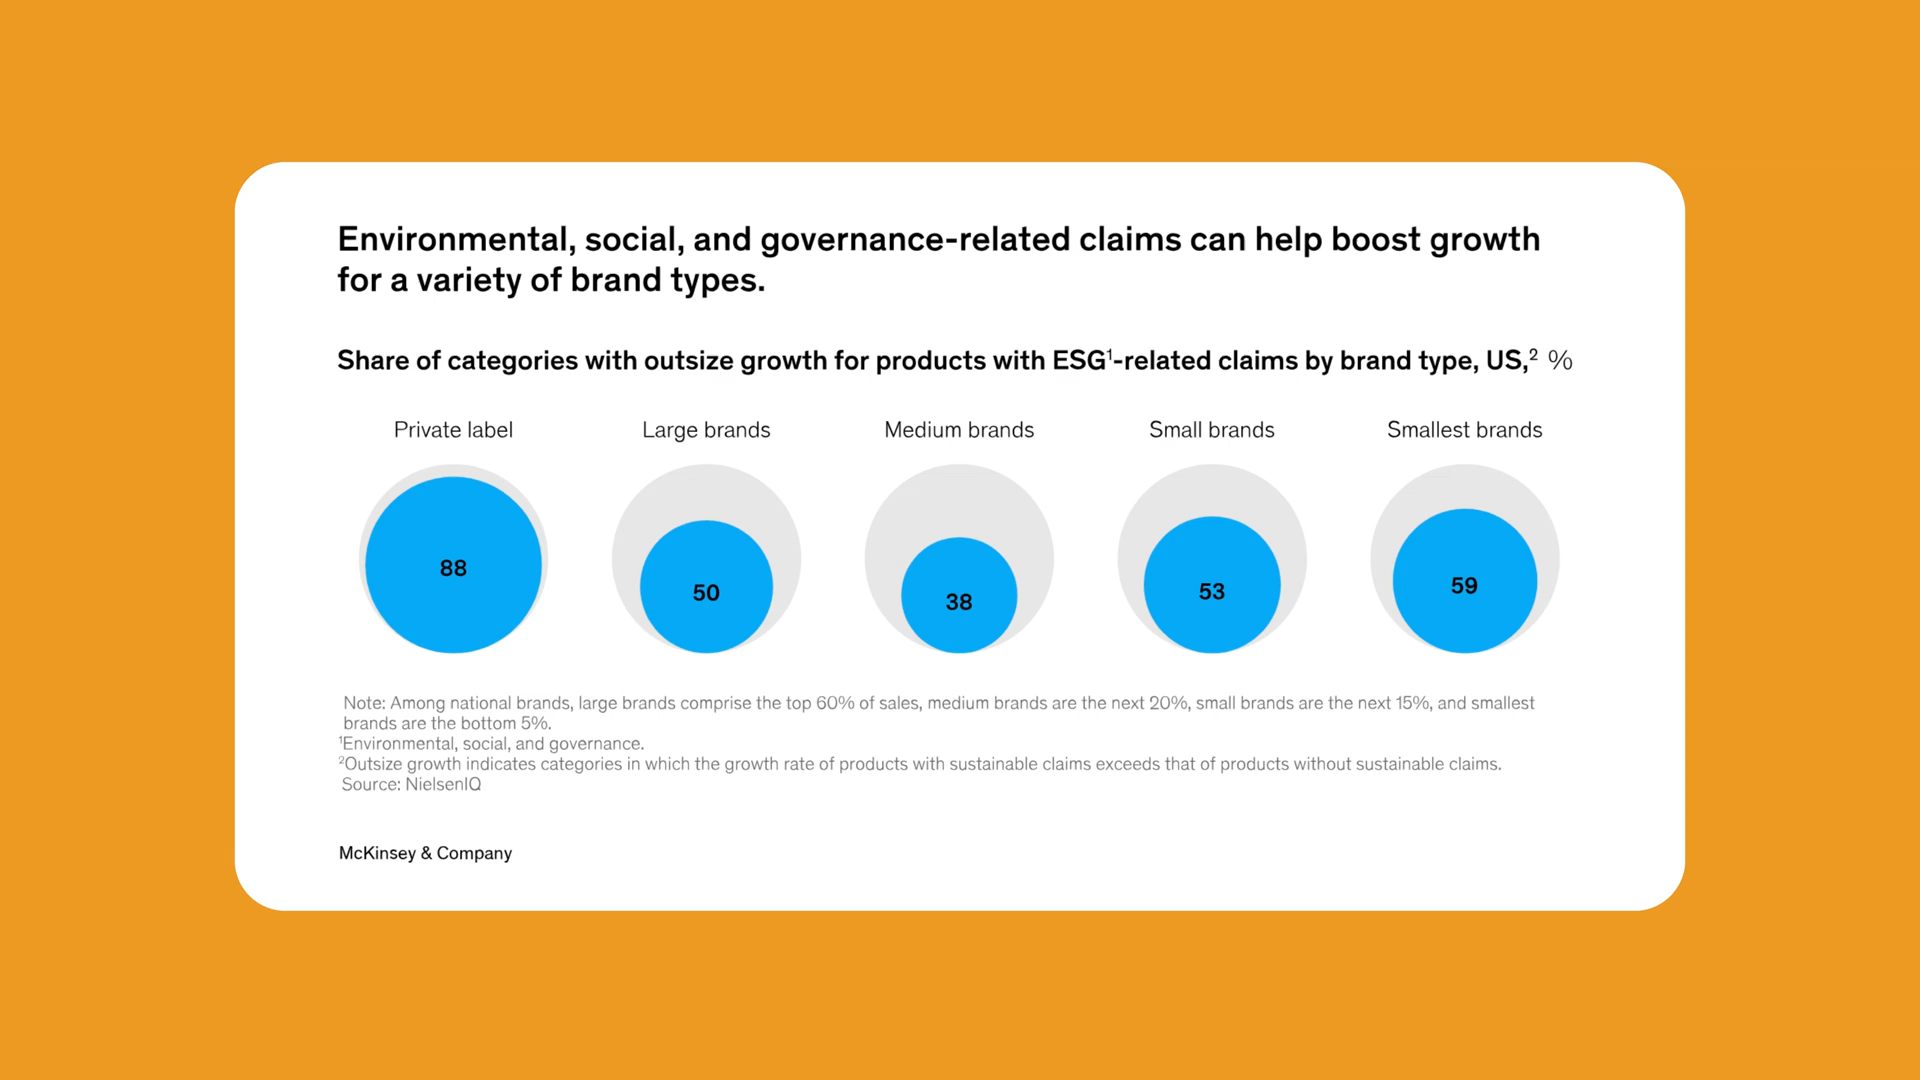 Environmental, social, and governance-related claims can help boost growth
for a variety of brand types.
Share of categories with outsize growth for products with ESG¹-related claims by brand type, US,² %
Private label Large brands Medium brands Small brands Smallest brands
88 50 38 53 59
Note: Among national brands, large brands comprise the top 60% of sales, medium brands are the next 20%, small brands are the next 15%, and smallest
brands are the bottom 5%.
¹Environmental, social, and governance.
²Outsize growth indicates categories in which the growth rate of products with sustainable claims exceeds that of products without sustainable claims.
Source: NielsenIQ
McKinsey & Company